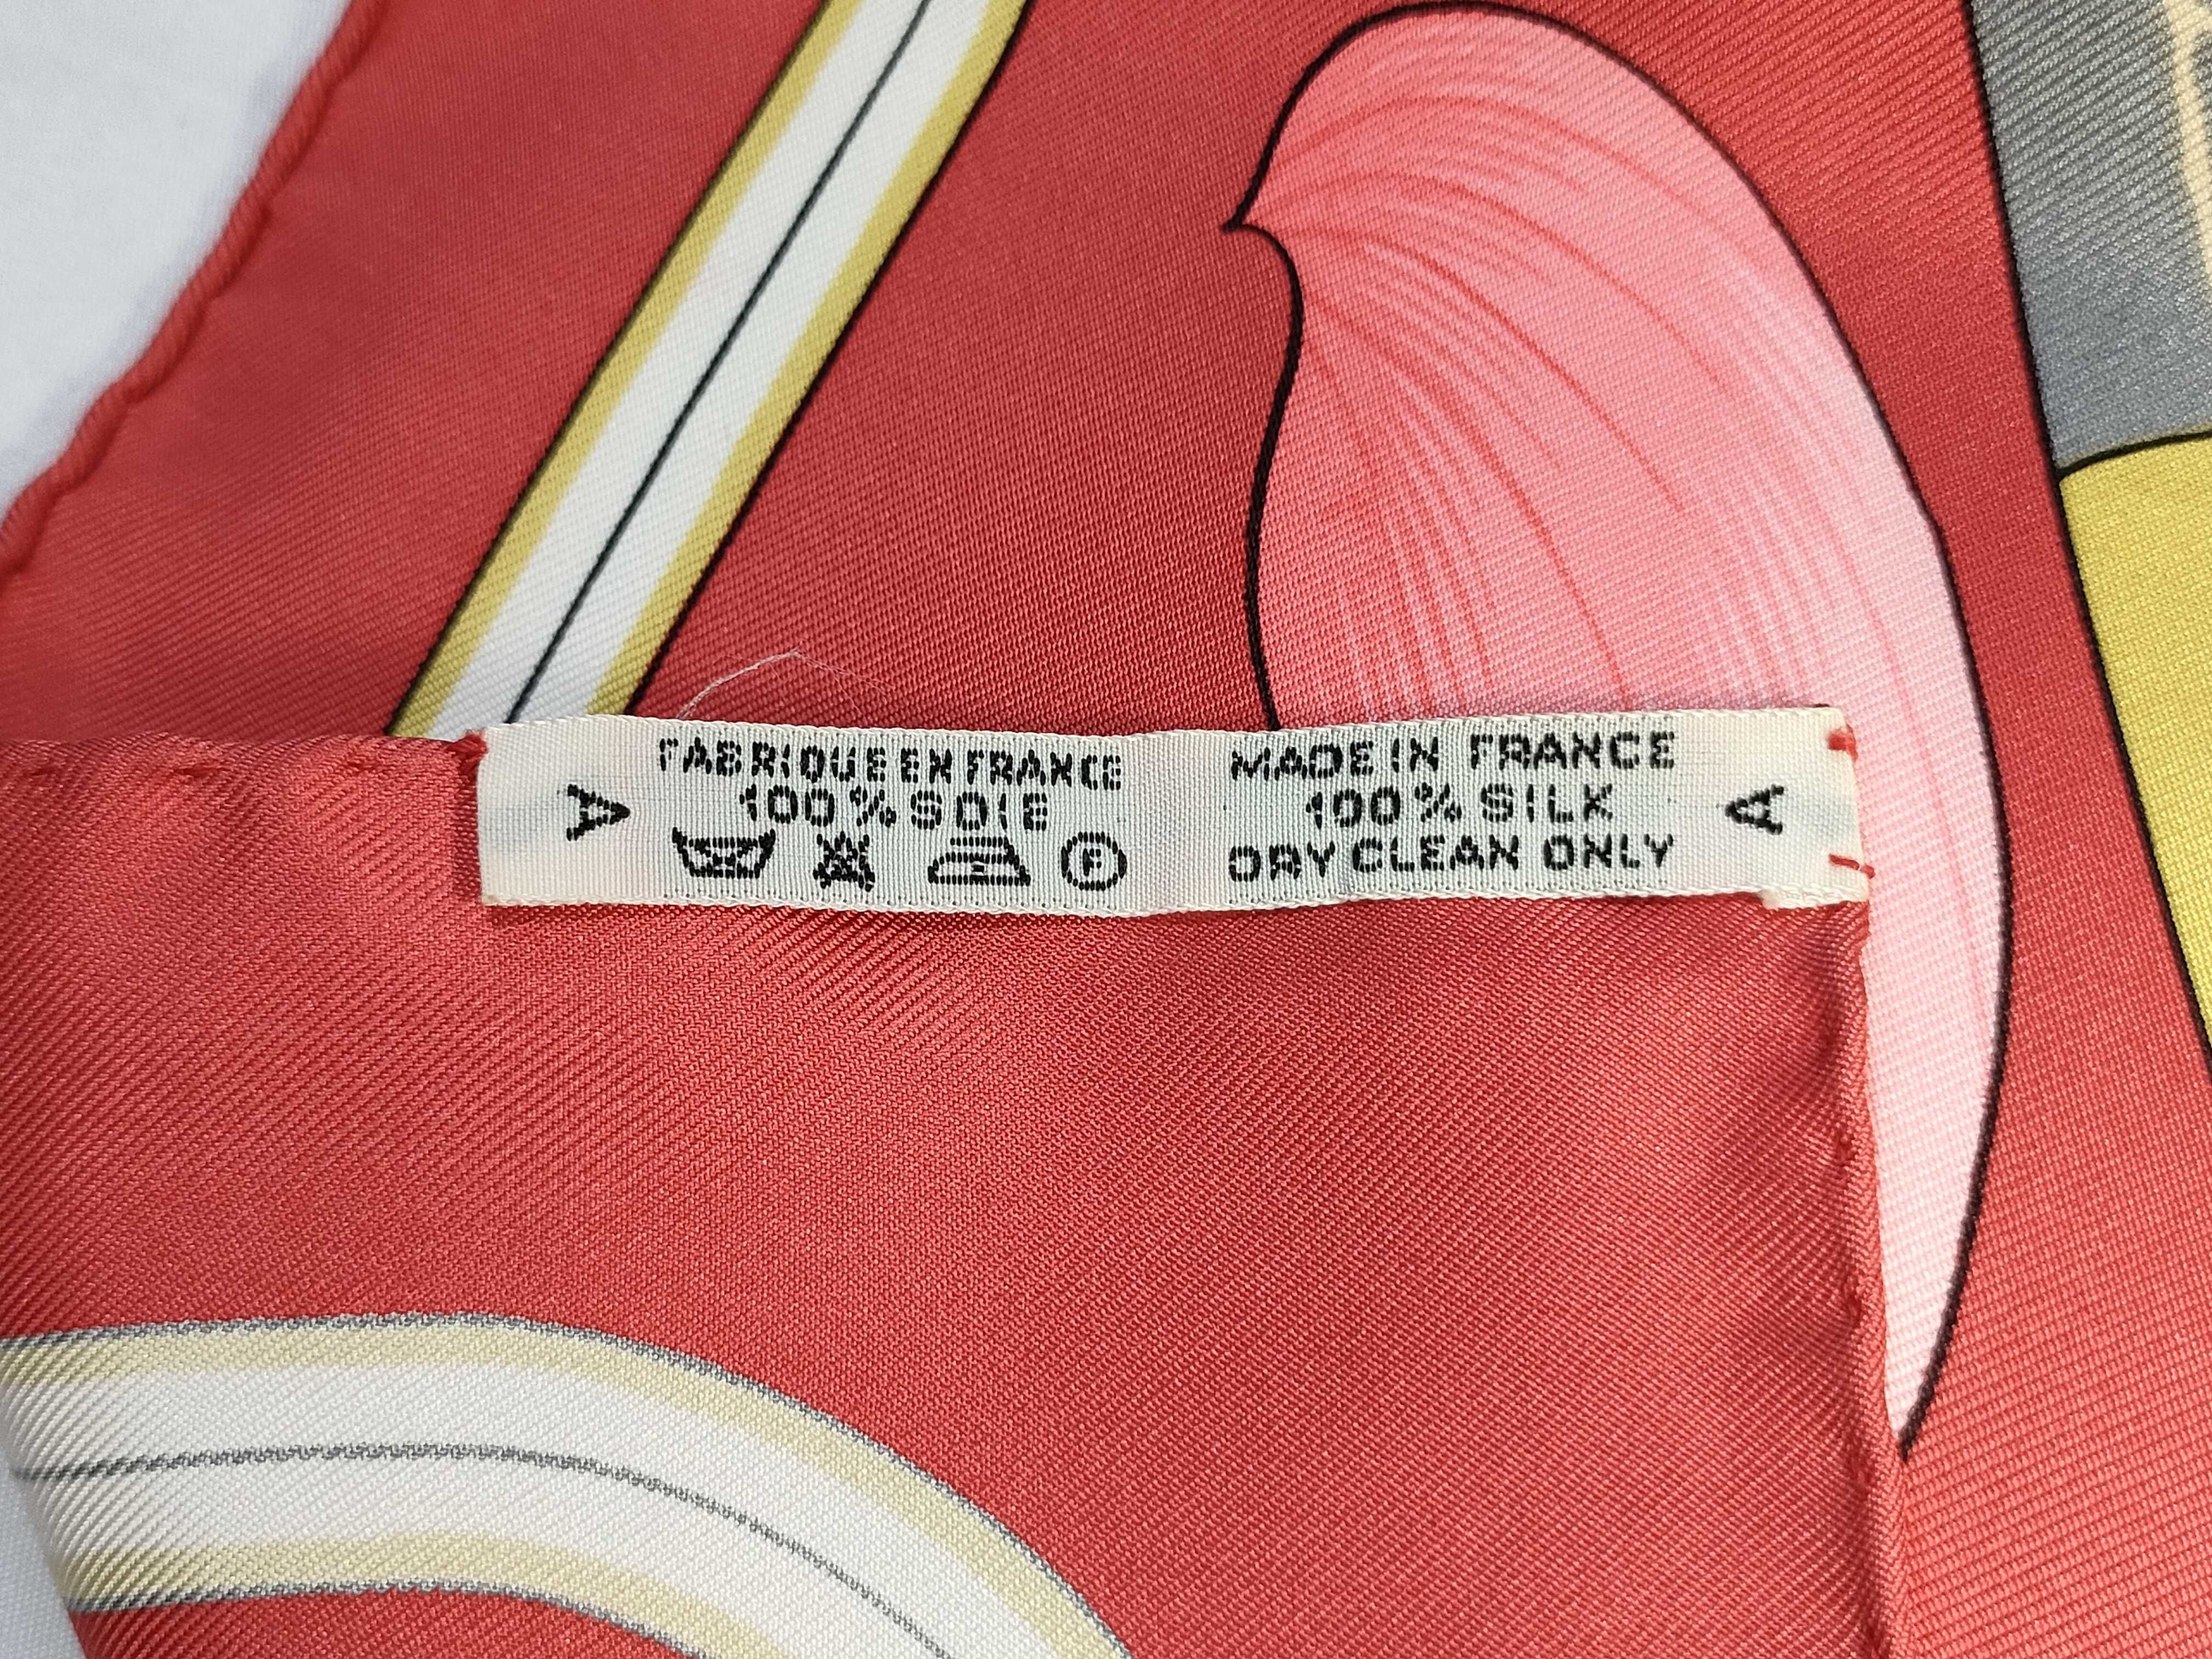 A
FABRIQUE EN FRANCE
100 % SOIE
F
MADE IN FRANCE
100 % SILK
DRY CLEAN ONLY
A